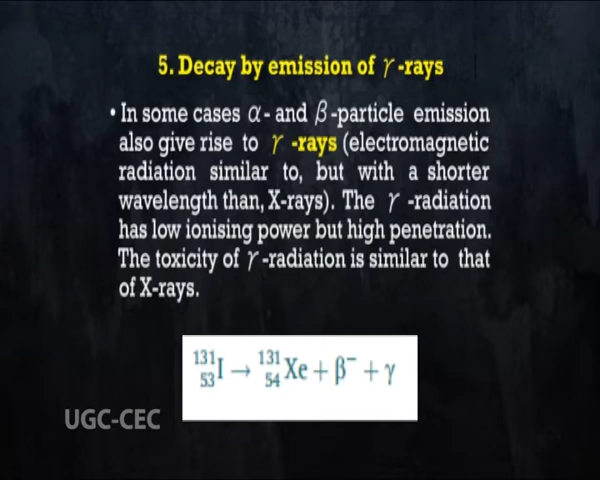 5. Decay by emission of γ -rays
• In some cases α- and β-particle emission
also give rise to γ -rays (electromagnetic
radiation similar to, but with a shorter
wavelength than, X-rays). The γ -radiation
has low ionising power but high penetration.
The toxicity of γ-radiation is similar to that
of X-rays.
¹³¹₅₃I → ¹³¹₅₄Xe + β⁻ + γ
UGC-CEC